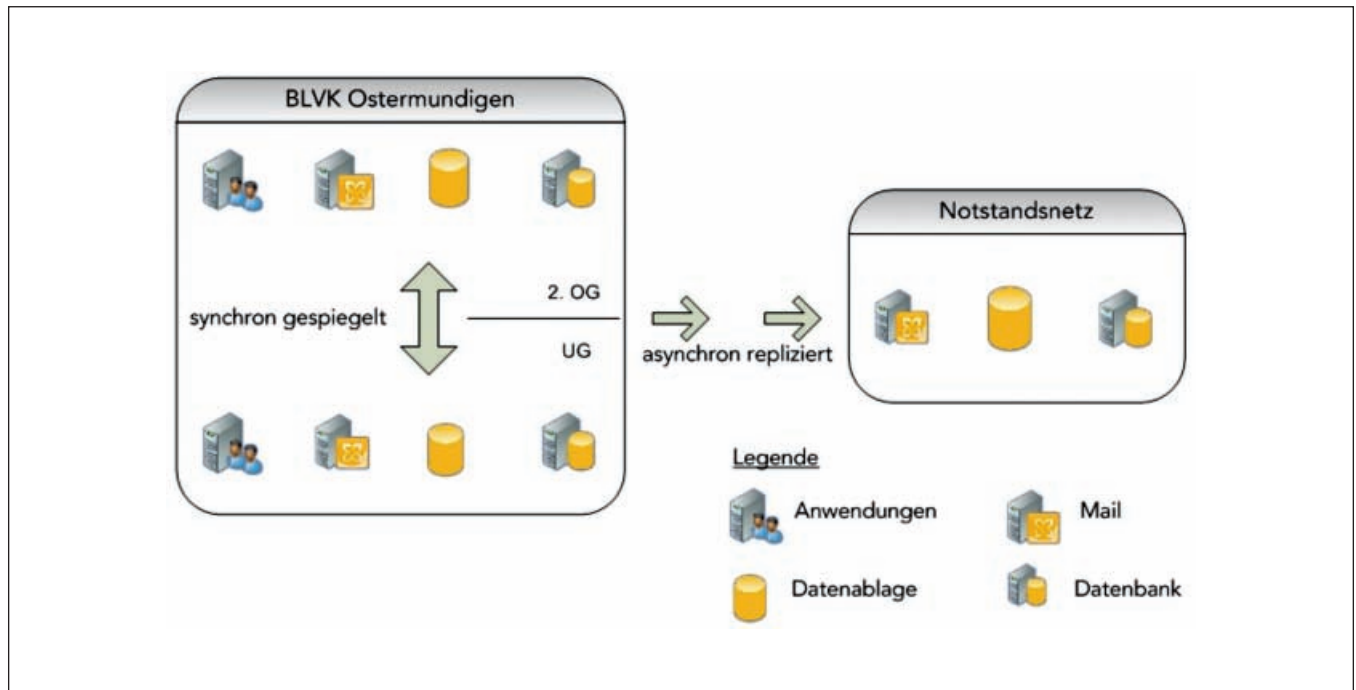 BLVK Ostermundigen
synchron gespiegelt
2. OG
UG
asynchron repliziert
Notstandsnetz
Legende
Anwendungen
Mail
Datenablage
Datenbank